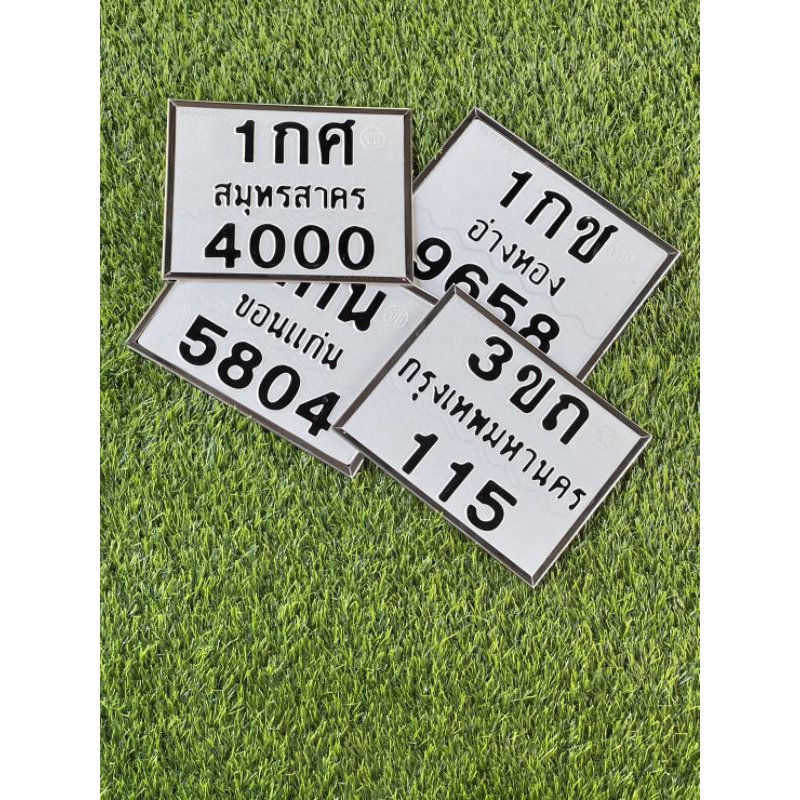 1กศ
สมุทรสาคร
4000
1กช
อ่างทอง
9658
ขอนแก่น
5804
3ขถ
กรุงเทพมหานคร
115